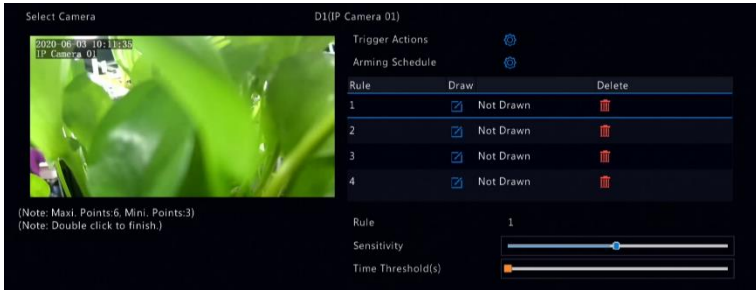 Select Camera D1(IP Camera 01)
2020-06-03 10:11:35
IP Camera 01
Trigger Actions
Arming Schedule
Rule Draw Delete
1 Not Drawn
2 Not Drawn
3 Not Drawn
4 Not Drawn
(Note: Maxi. Points:6, Mini. Points:3)
(Note: Double click to finish.)
Rule 1
Sensitivity
Time Threshold(s)